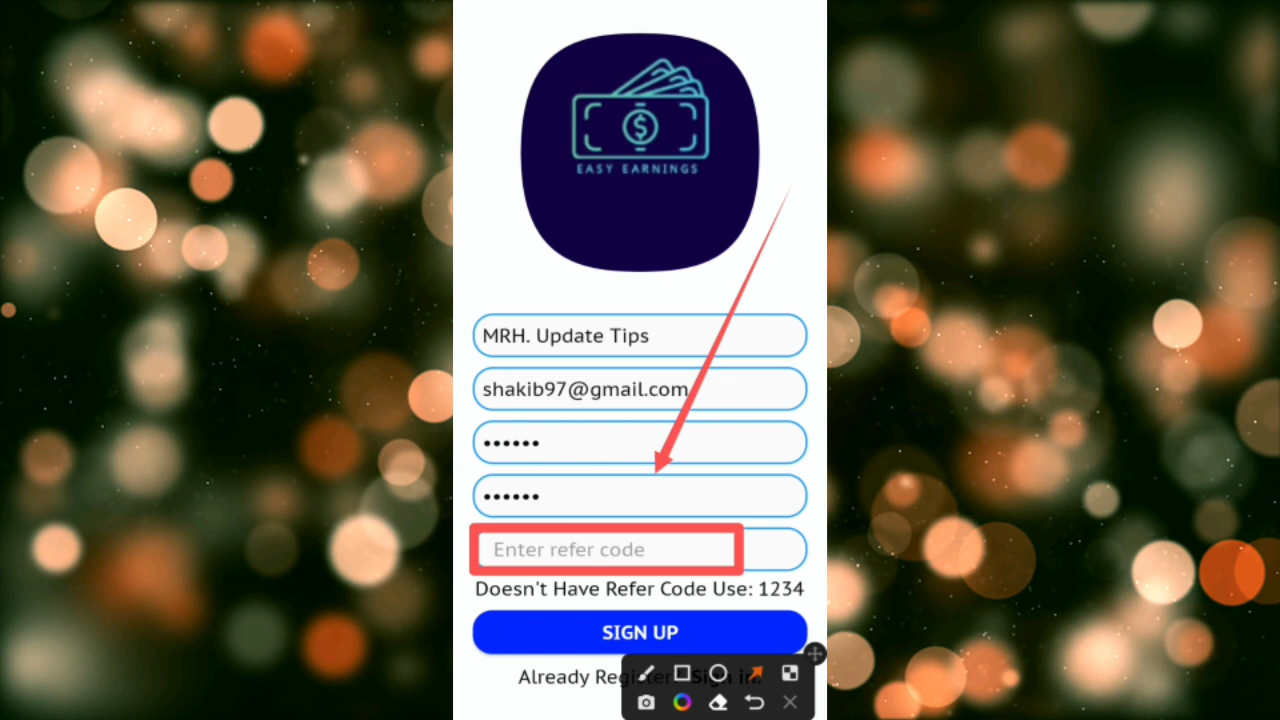 EASY EARNINGS
MRH. Update Tips
shakib97@gmail.com
••••••
••••••
Enter refer code
Doesn't Have Refer Code Use: 1234
SIGN UP
Already Register Sign in.